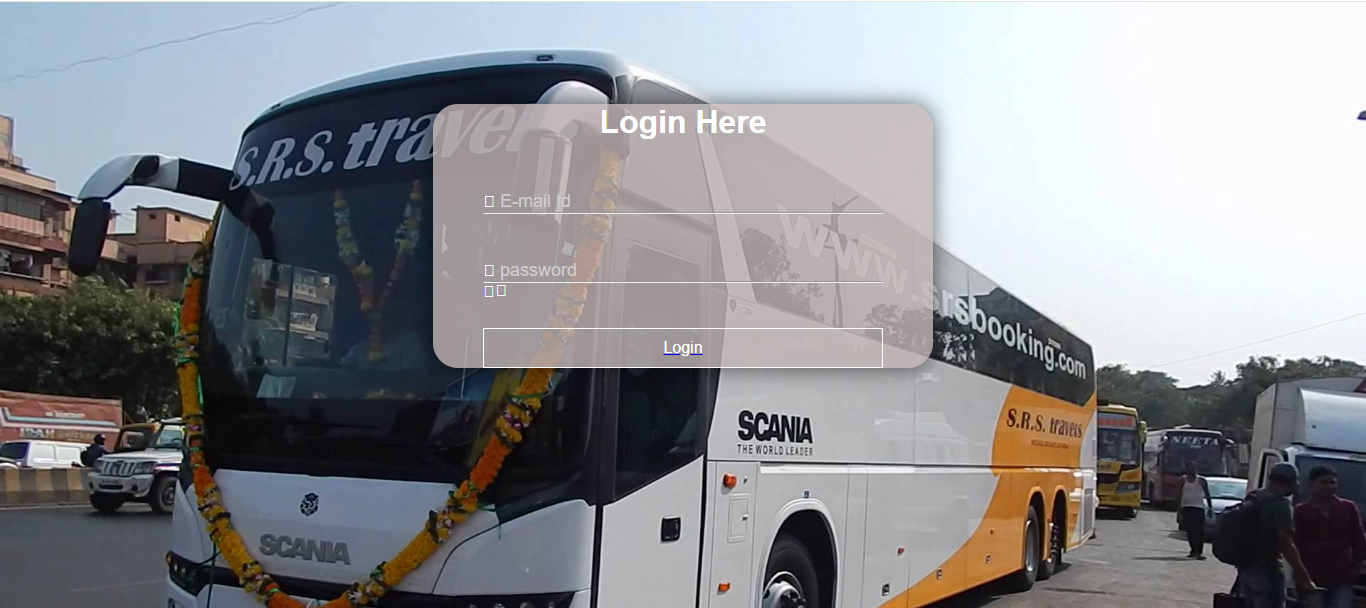 S.R.S. travels
Login Here
E-mail Id
password
Login
www.srsbooking.com
SCANIA
THE WORLD LEADER
S.R.S. travels
NEETA
SCANIA